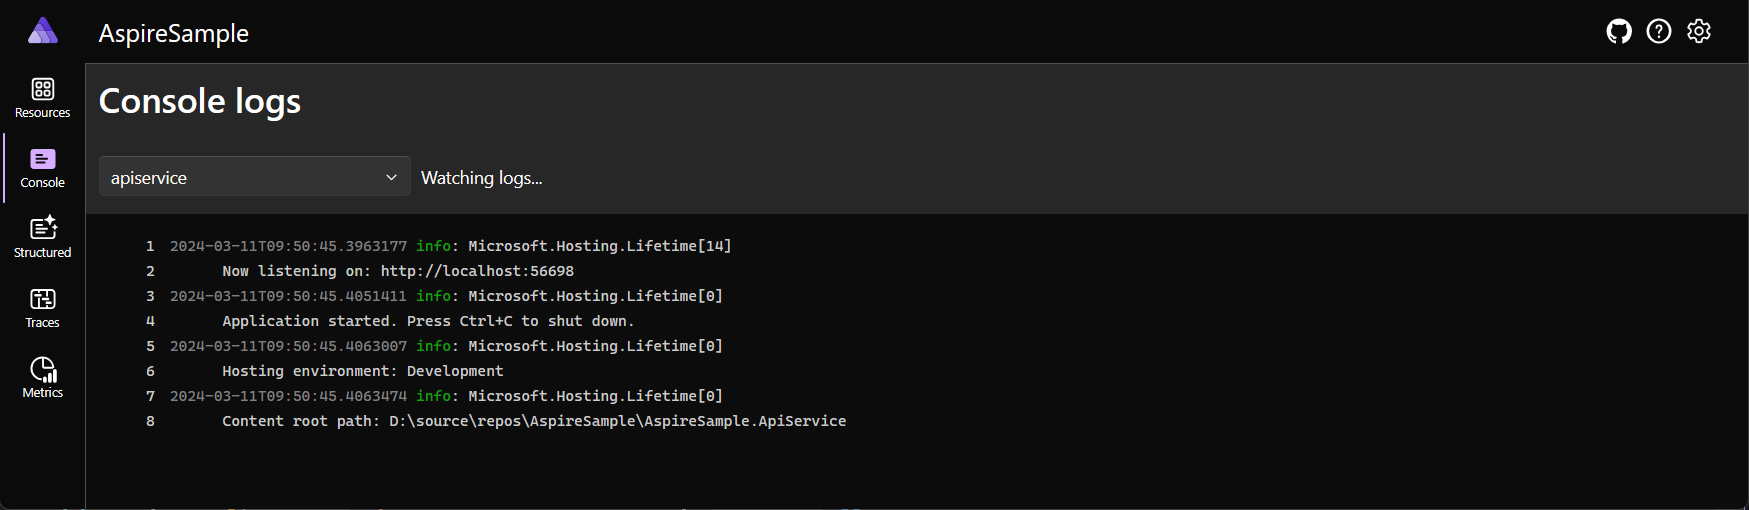 AspireSample
Resources
Console
Structured
Traces
Metrics
Console logs
apiservice Watching logs...
1 2024-03-11T09:50:45.3963177 info: Microsoft.Hosting.Lifetime[14]
2 Now listening on: http://localhost:56698
3 2024-03-11T09:50:45.4051411 info: Microsoft.Hosting.Lifetime[0]
4 Application started. Press Ctrl+C to shut down.
5 2024-03-11T09:50:45.4063007 info: Microsoft.Hosting.Lifetime[0]
6 Hosting environment: Development
7 2024-03-11T09:50:45.4063474 info: Microsoft.Hosting.Lifetime[0]
8 Content root path: D:\source\repos\AspireSample\AspireSample.ApiService